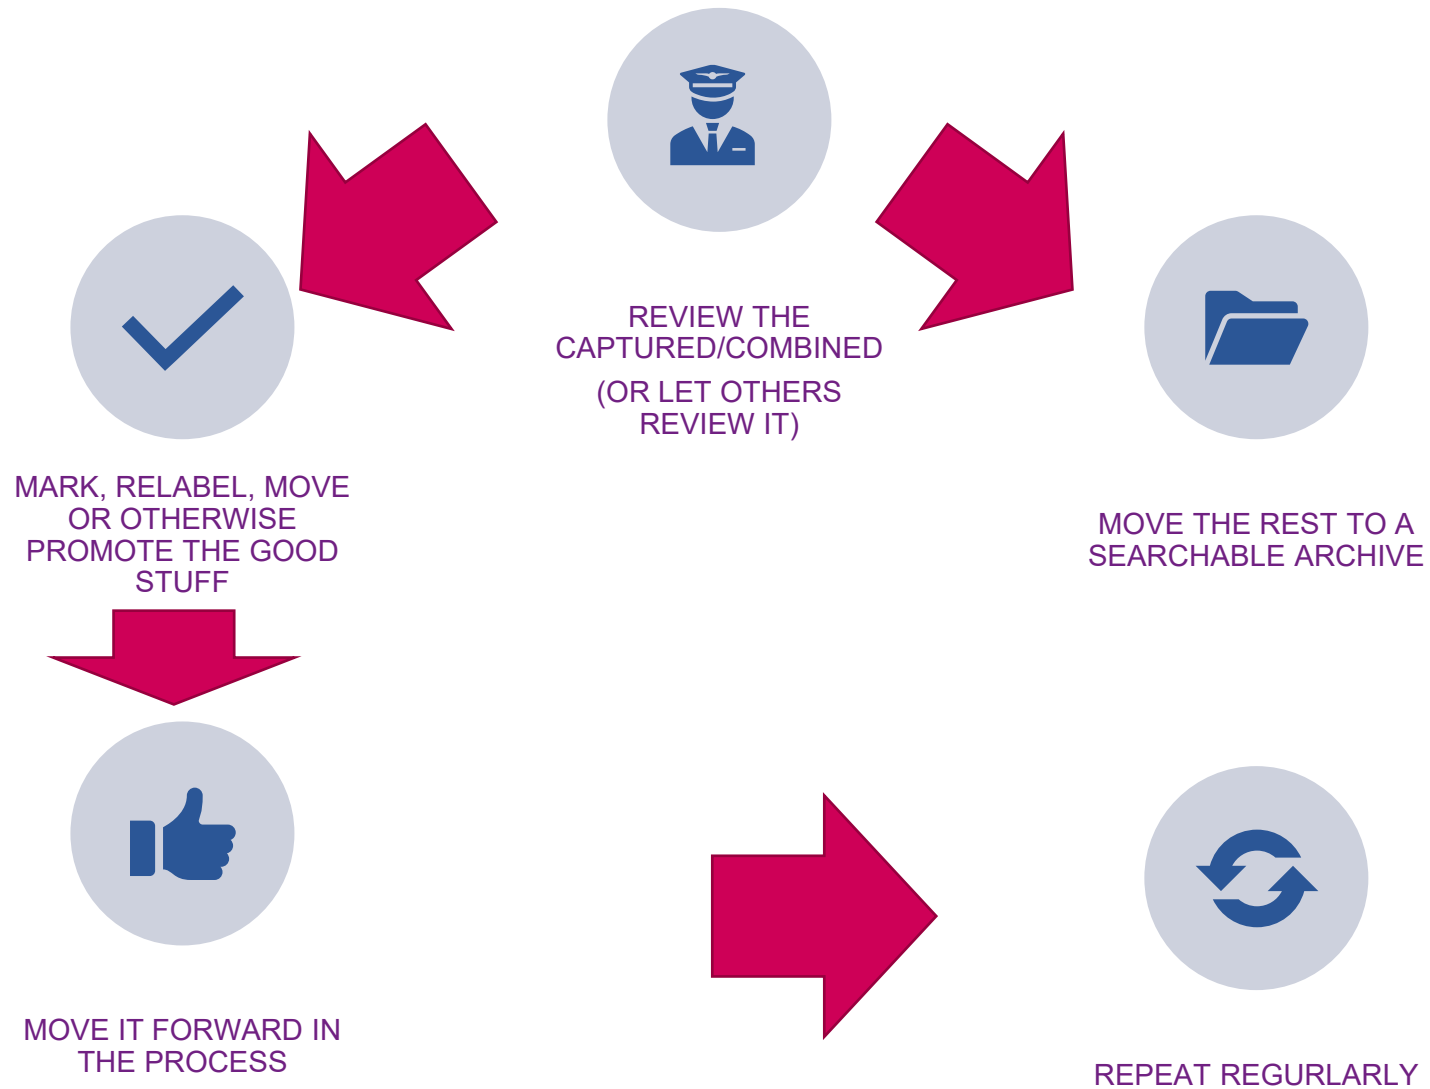 REVIEW THE
CAPTURED/COMBINED
(OR LET OTHERS
REVIEW IT)
MARK, RELABEL, MOVE
OR OTHERWISE
PROMOTE THE GOOD
STUFF
MOVE THE REST TO A
SEARCHABLE ARCHIVE
MOVE IT FORWARD IN
THE PROCESS
REPEAT REGURLARLY